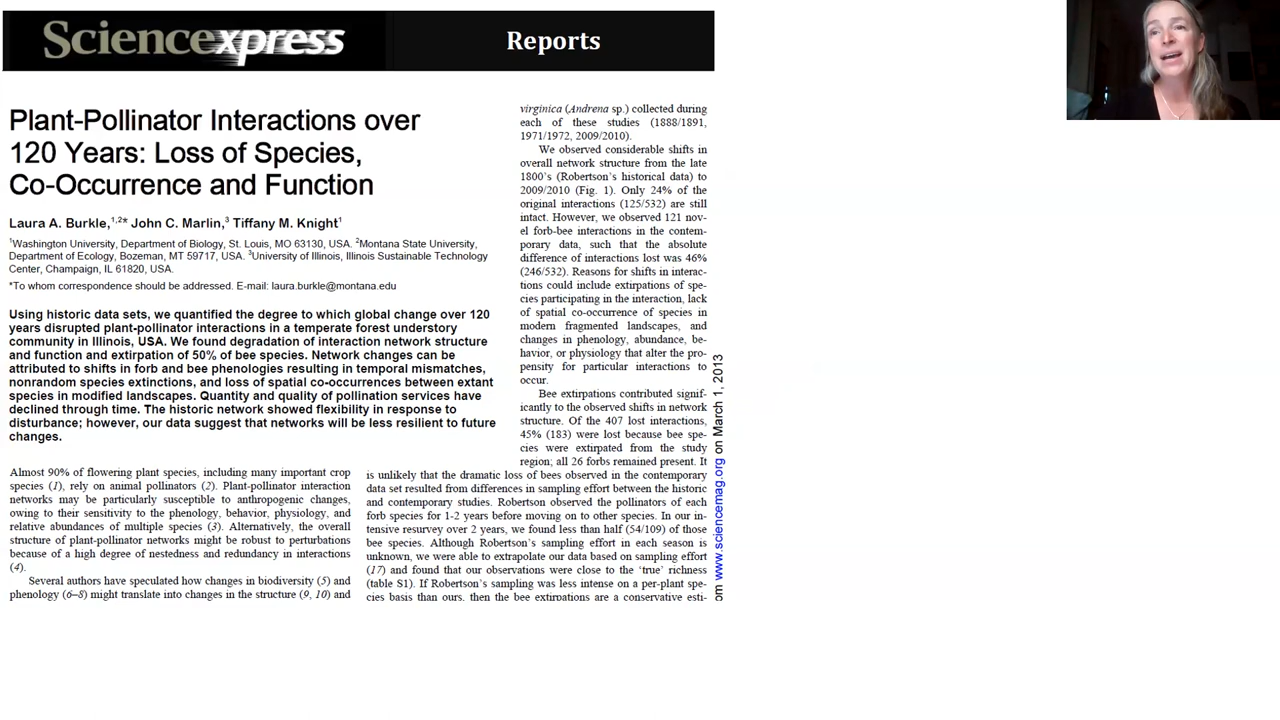 Sciencexpress
Reports
Plant-Pollinator Interactions over
120 Years: Loss of Species,
Co-Occurrence and Function
Laura A. Burkle,1,2* John C. Marlin,3 Tiffany M. Knight1
1Washington University, Department of Biology, St. Louis, MO 63130, USA. 2Montana State University,
Department of Ecology, Bozeman, MT 59717, USA. 3University of Illinois, Illinois Sustainable Technology
Center, Champaign, IL 61820, USA.
*To whom correspondence should be addressed. E-mail: laura.burkle@montana.edu
Using historic data sets, we quantified the degree to which global change over 120
years disrupted plant-pollinator interactions in a temperate forest understory
community in Illinois, USA. We found degradation of interaction network structure
and function and extirpation of 50% of bee species. Network changes can be
attributed to shifts in forb and bee phenologies resulting in temporal mismatches,
nonrandom species extinctions, and loss of spatial co-occurrences between extant
species in modified landscapes. Quantity and quality of pollination services have
declined through time. The historic network showed flexibility in response to
disturbance; however, our data suggest that networks will be less resilient to future
changes.
Almost 90% of flowering plant species, including many important crop
species (1), rely on animal pollinators (2). Plant-pollinator interaction
networks may be particularly susceptible to anthropogenic changes,
owing to their sensitivity to the phenology, behavior, physiology, and
relative abundances of multiple species (3). Alternatively, the overall
structure of plant-pollinator networks might be robust to perturbations
because of a high degree of nestedness and redundancy in interactions
(4).
Several authors have speculated how changes in biodiversity (5) and
phenology (6–8) might translate into changes in the structure (9, 10) and
virginica (Andrena sp.) collected during
each of these studies (1888/1891,
1971/1972, 2009/2010).
We observed considerable shifts in
overall network structure from the late
1800's (Robertson's historical data) to
2009/2010 (Fig. 1). Only 24% of the
original interactions (125/532) are still
intact. However, we observed 121 nov-
el forb-bee interactions in the contem-
porary data, such that the absolute
difference of interactions lost was 46%
(246/532). Reasons for shifts in interac-
tions could include extirpations of spe-
cies participating in the interaction, lack
of spatial co-occurrence of species in
modern fragmented landscapes, and
changes in phenology, abundance, be-
havior, or physiology that alter the pro-
pensity for particular interactions to
occur.
Bee extirpations contributed signif-
icantly to the observed shifts in network
structure. Of the 407 lost interactions,
45% (183) were lost because bee spe-
cies were extirpated from the study
region; all 26 forbs remained present. It
is unlikely that the dramatic loss of bees observed in the contemporary
data set resulted from differences in sampling effort between the historic
and contemporary studies. Robertson observed the pollinators of each
forb species for 1-2 years before moving on to other species. In our in-
tensive resurvey over 2 years, we found less than half (54/109) of those
bee species. Although Robertson's sampling effort in each season is
unknown, we were able to extrapolate our data based on sampling effort
(17) and found that our observations were close to the 'true' richness
(table S1). If Robertson's sampling was less intense on a per-plant spe-
cies basis than ours, then the bee extirpations are a conservative esti-
om www.sciencemag.org on March 1, 2013